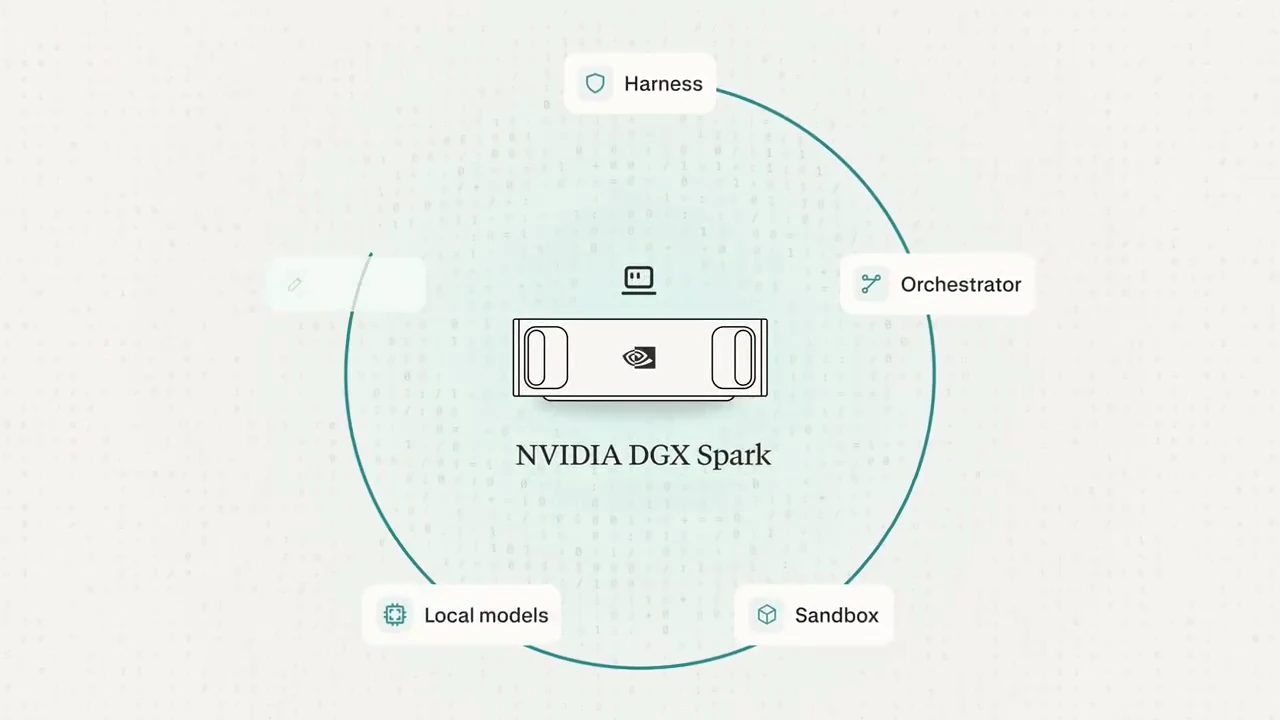 Harness
Orchestrator
NVIDIA DGX Spark
Local models
Sandbox